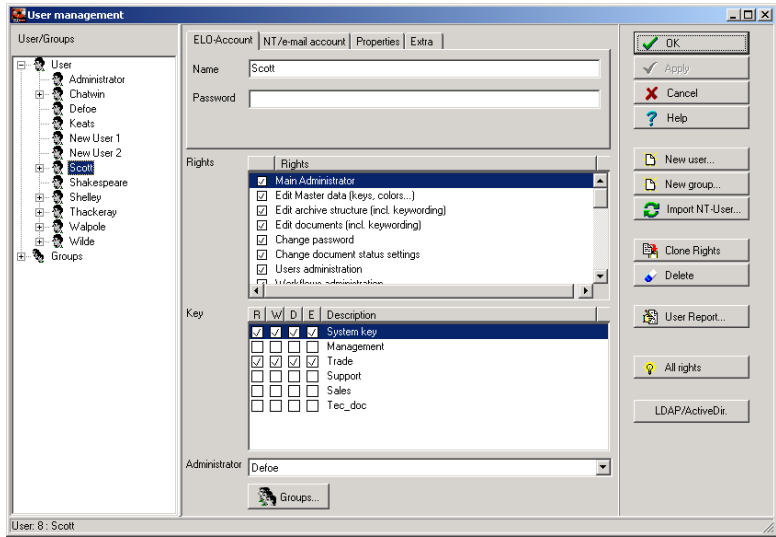 User management
User/Groups
User
Administrator
Chatwin
Defoe
Keats
New User 1
New User 2
Scott
Shakespeare
Shelley
Thackeray
Walpole
Wilde
Groups
ELO-Account NT/e-mail account Properties Extra
Name Scott
Password
Rights Rights
Main Administrator
Edit Master data (keys, colors...)
Edit archive structure (incl. keywording)
Edit documents (incl. keywording)
Change password
Change document status settings
Users administration
Workflows administration
Key R W D E Description
System key
Management
Trade
Support
Sales
Tec_doc
Administrator Defoe
Groups...
OK
Apply
Cancel
Help
New user...
New group...
Import NT-User...
Clone Rights
Delete
User Report...
All rights
LDAP/ActiveDir.
User: 8 : Scott